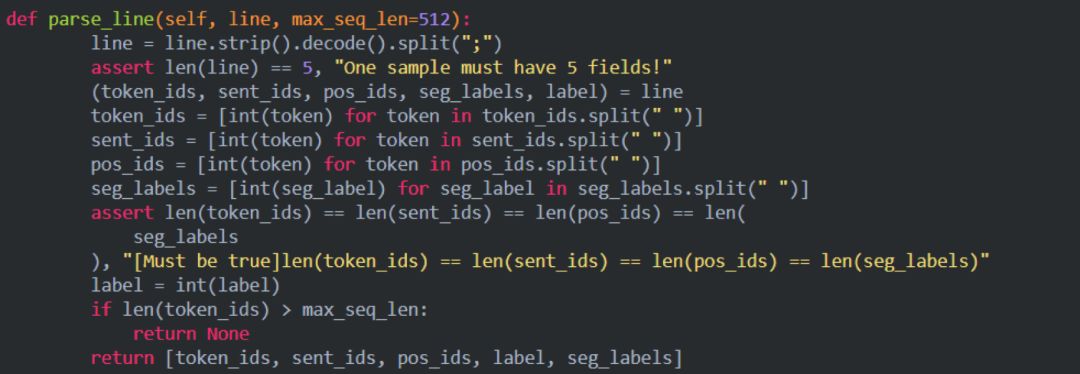 def parse_line(self, line, max_seq_len=512):
        line = line.strip().decode().split(";")
        assert len(line) == 5, "One sample must have 5 fields!"
        (token_ids, sent_ids, pos_ids, seg_labels, label) = line
        token_ids = [int(token) for token in token_ids.split(" ")]
        sent_ids = [int(token) for token in sent_ids.split(" ")]
        pos_ids = [int(token) for token in pos_ids.split(" ")]
        seg_labels = [int(seg_label) for seg_label in seg_labels.split(" ")]
        assert len(token_ids) == len(sent_ids) == len(pos_ids) == len(
            seg_labels
        ), "[Must be true]len(token_ids) == len(sent_ids) == len(pos_ids) == len(seg_labels)"
        label = int(label)
        if len(token_ids) > max_seq_len:
            return None
        return [token_ids, sent_ids, pos_ids, label, seg_labels]